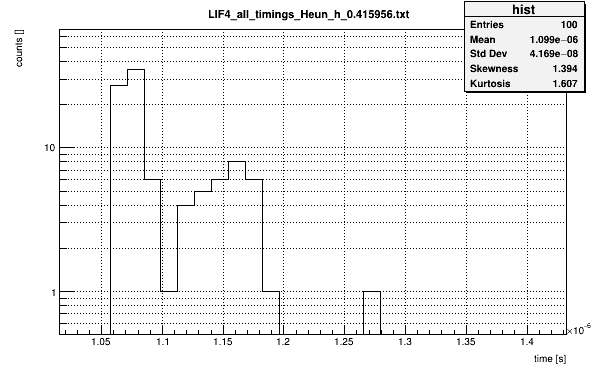 LIF4_all_timings_Heun_h_0.415956.txt
hist
Entries 100
Mean 1.099e−06
Std Dev 4.169e−08
Skewness 1.394
Kurtosis 1.607
counts []
10
1
1.05 1.1 1.15 1.2 1.25 1.3 1.35 1.4
×10−6
time [s]